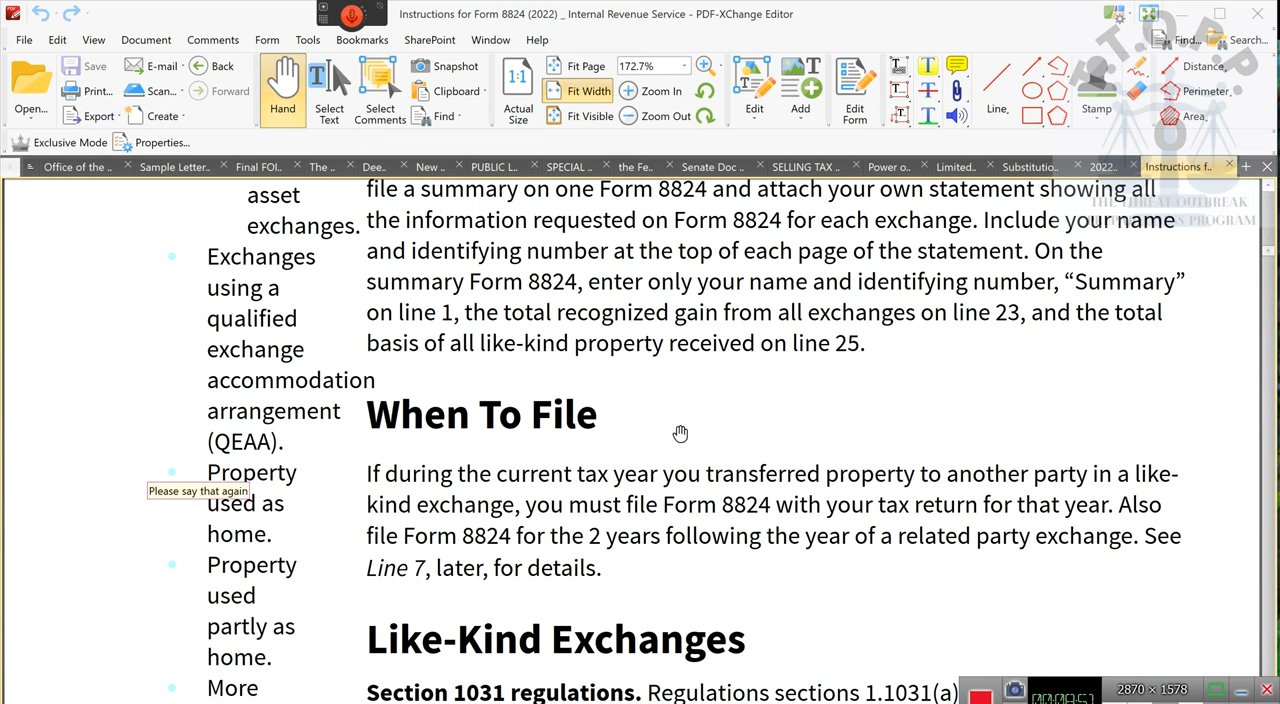 Instructions for Form 8824 (2022) _ Internal Revenue Service - PDF-XChange Editor
File Edit View Document Comments Form Tools Bookmarks SharePoint Window Help
Find... Search...
Open... Save Print... Export E-mail Scan... Create Back Forward
Hand Select Text Select Comments Snapshot Clipboard Find
1:1 Actual Size Fit Page Fit Width Fit Visible 172.7% Zoom In Zoom Out
Edit Add Edit Form Line, Stamp Distance, Perimeter, Area,
Exclusive Mode Properties...
Office of the .. Sample Letter.. Final FOI.. The .. Dee.. New .. PUBLIC L.. SPECIAL .. the Fe.. Senate Doc .. SELLING TAX .. Power o.. Limited.. Substitutio.. 2022.. Instructions f..
T.O.P.P
THE THREAT OUTBREAK
PROGRAM
asset
exchanges.
Exchanges
using a
qualified
exchange
accommodation
arrangement
(QEAA).
Property
used as
home.
Property
used
partly as
home.
More
Please say that again
file a summary on one Form 8824 and attach your own statement showing all
the information requested on Form 8824 for each exchange. Include your name
and identifying number at the top of each page of the statement. On the
summary Form 8824, enter only your name and identifying number, “Summary”
on line 1, the total recognized gain from all exchanges on line 23, and the total
basis of all like-kind property received on line 25.
When To File
If during the current tax year you transferred property to another party in a like-
kind exchange, you must file Form 8824 with your tax return for that year. Also
file Form 8824 for the 2 years following the year of a related party exchange. See
Line 7, later, for details.
Like-Kind Exchanges
Section 1031 regulations. Regulations sections 1.1031(a)
2870 × 1578